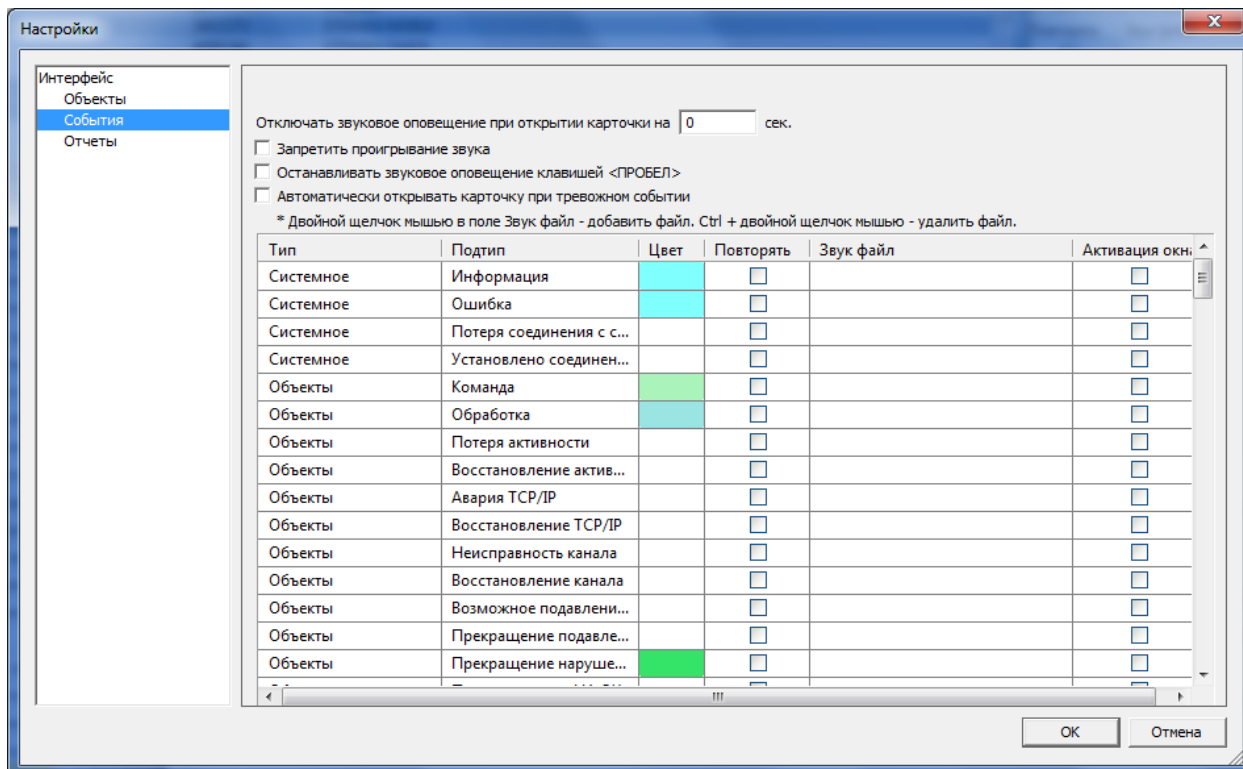 Настройки
Интерфейс
Объекты
События
Отчеты
Отключать звуковое оповещение при открытии карточки на 0 сек.
Запретить проигрывание звука
Останавливать звуковое оповещение клавишей <ПРОБЕЛ>
Автоматически открывать карточку при тревожном событии
* Двойной щелчок мышью в поле Звук файл - добавить файл. Ctrl + двойной щелчок мышью - удалить файл.
Тип Подтип Цвет Повторять Звук файл Активация окна
Системное Информация
Системное Ошибка
Системное Потеря соединения с с...
Системное Установлено соединен...
Объекты Команда
Объекты Обработка
Объекты Потеря активности
Объекты Восстановление актив...
Объекты Авария TCP/IP
Объекты Восстановление TCP/IP
Объекты Неисправность канала
Объекты Восстановление канала
Объекты Возможное подавлени...
Объекты Прекращение подавле...
Объекты Прекращение наруше...
OK Отмена